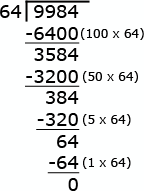 64 9984
-6400 (100 x 64)
3584
-3200 (50 x 64)
384
-320 (5 x 64)
64
-64 (1 x 64)
0